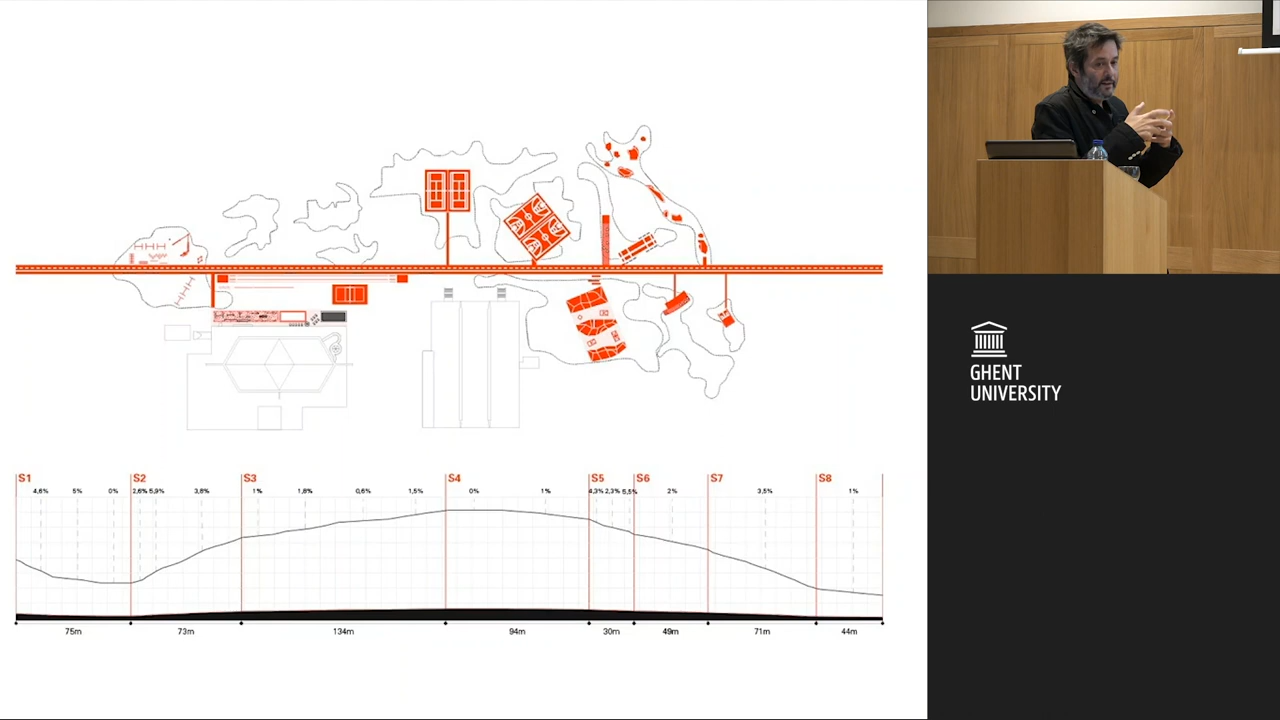 S1 S2 S3 S4 S5 S6 S7 S8
4,6% 5% 0% 2,6% 5,9% 3,8% 1% 1,8% 0,6% 1,5% 0% 1% 4,3% 2,3% 5,5% 2% 3,5% 1%
75m 73m 134m 94m 30m 49m 71m 44m
GHENT
UNIVERSITY